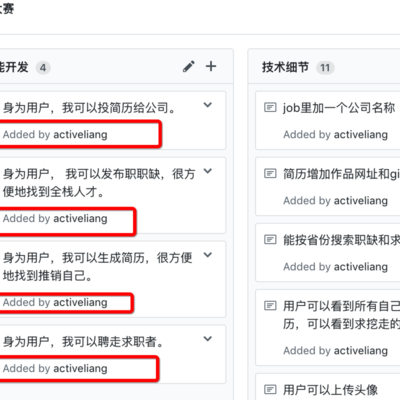 大赛
能开发 4
身为用户，我可以投简历给公司。
Added by activeliang
身为用户， 我可以发布职职缺，很方
便地找到全栈人才。
Added by activeliang
身为用户，我可以生成简历，很方便
地找到推销自己。
Added by activeliang
身为用户，我可以聘走求职者。
Added by activeliang
技术细节 11
job里加一个公司名称
Added by activeliang
简历增加作品网址和gi
Added by activeliang
能按省份搜索职缺和求
Added by activeliang
用户可以看到所有自己
历，可以看到求挖走的
Added by activeliang
用户可以上传头像